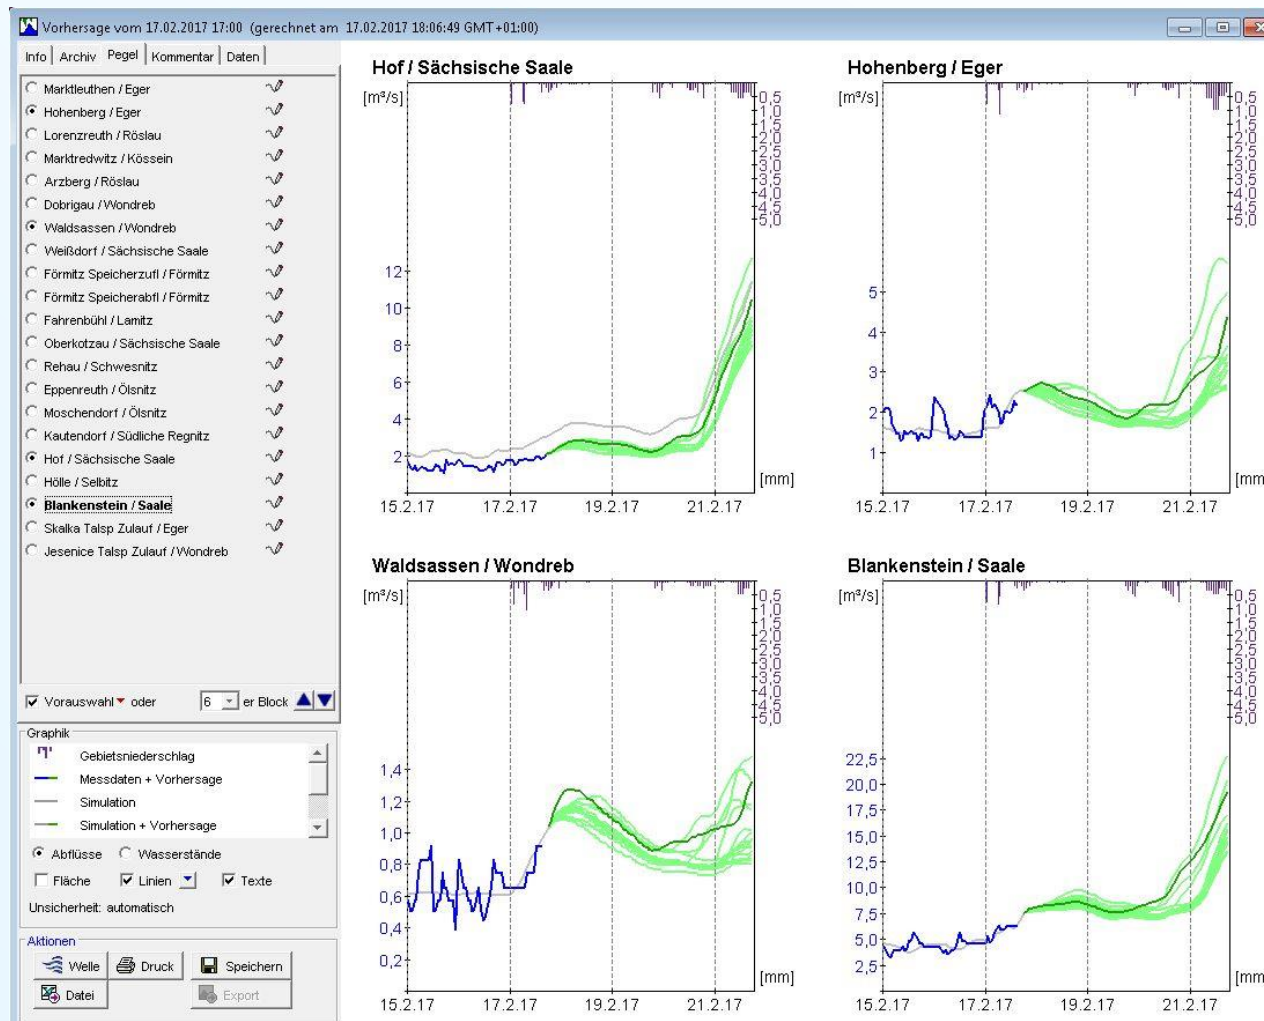 Vorhersage vom 17.02.2017 17:00 (gerechnet am 17.02.2017 18:06:49 GMT+01:00)
Info Archiv Pegel Kommentar Daten
Marktleuthen / Eger
Hohenberg / Eger
Lorenzreuth / Röslau
Marktredwitz / Kössein
Arzberg / Röslau
Dobrigau / Wondreb
Waldsassen / Wondreb
Weißdorf / Sächsische Saale
Förmitz Speicherzufl / Förmitz
Förmitz Speicherabfl / Förmitz
Fahrenbühl / Lamitz
Oberkotzau / Sächsische Saale
Rehau / Schwesnitz
Eppenreuth / Ölsnitz
Moschendorf / Ölsnitz
Kautendorf / Südliche Regnitz
Hof / Sächsische Saale
Hölle / Selbitz
Blankenstein / Saale
Skalka Talsp Zulauf / Eger
Jesenice Talsp Zulauf / Wondreb
Vorauswahl oder 6 er Block
Graphik
Gebietsniederschlag
Messdaten + Vorhersage
Simulation
Simulation + Vorhersage
Abflüsse Wasserstände
Fläche Linien Texte
Unsicherheit: automatisch
Aktionen
Welle Druck Speichern
Datei Export
Hof / Sächsische Saale
[m³/s]
0,5
1,0
1,5
2,0
2,5
3,0
3,5
4,0
4,5
5,0
12
10
8
6
4
2
[mm]
15.2.17 17.2.17 19.2.17 21.2.17
Hohenberg / Eger
[m³/s]
0,5
1,0
1,5
2,0
2,5
3,0
3,5
4,0
4,5
5,0
5
4
3
2
1
[mm]
15.2.17 17.2.17 19.2.17 21.2.17
Waldsassen / Wondreb
[m³/s]
0,5
1,0
1,5
2,0
2,5
3,0
3,5
4,0
4,5
5,0
1,4
1,2
1,0
0,8
0,6
0,4
0,2
[mm]
15.2.17 17.2.17 19.2.17 21.2.17
Blankenstein / Saale
[m³/s]
0,5
1,0
1,5
2,0
2,5
3,0
3,5
4,0
4,5
5,0
22,5
20,0
17,5
15,0
12,5
10,0
7,5
5,0
2,5
[mm]
15.2.17 17.2.17 19.2.17 21.2.17